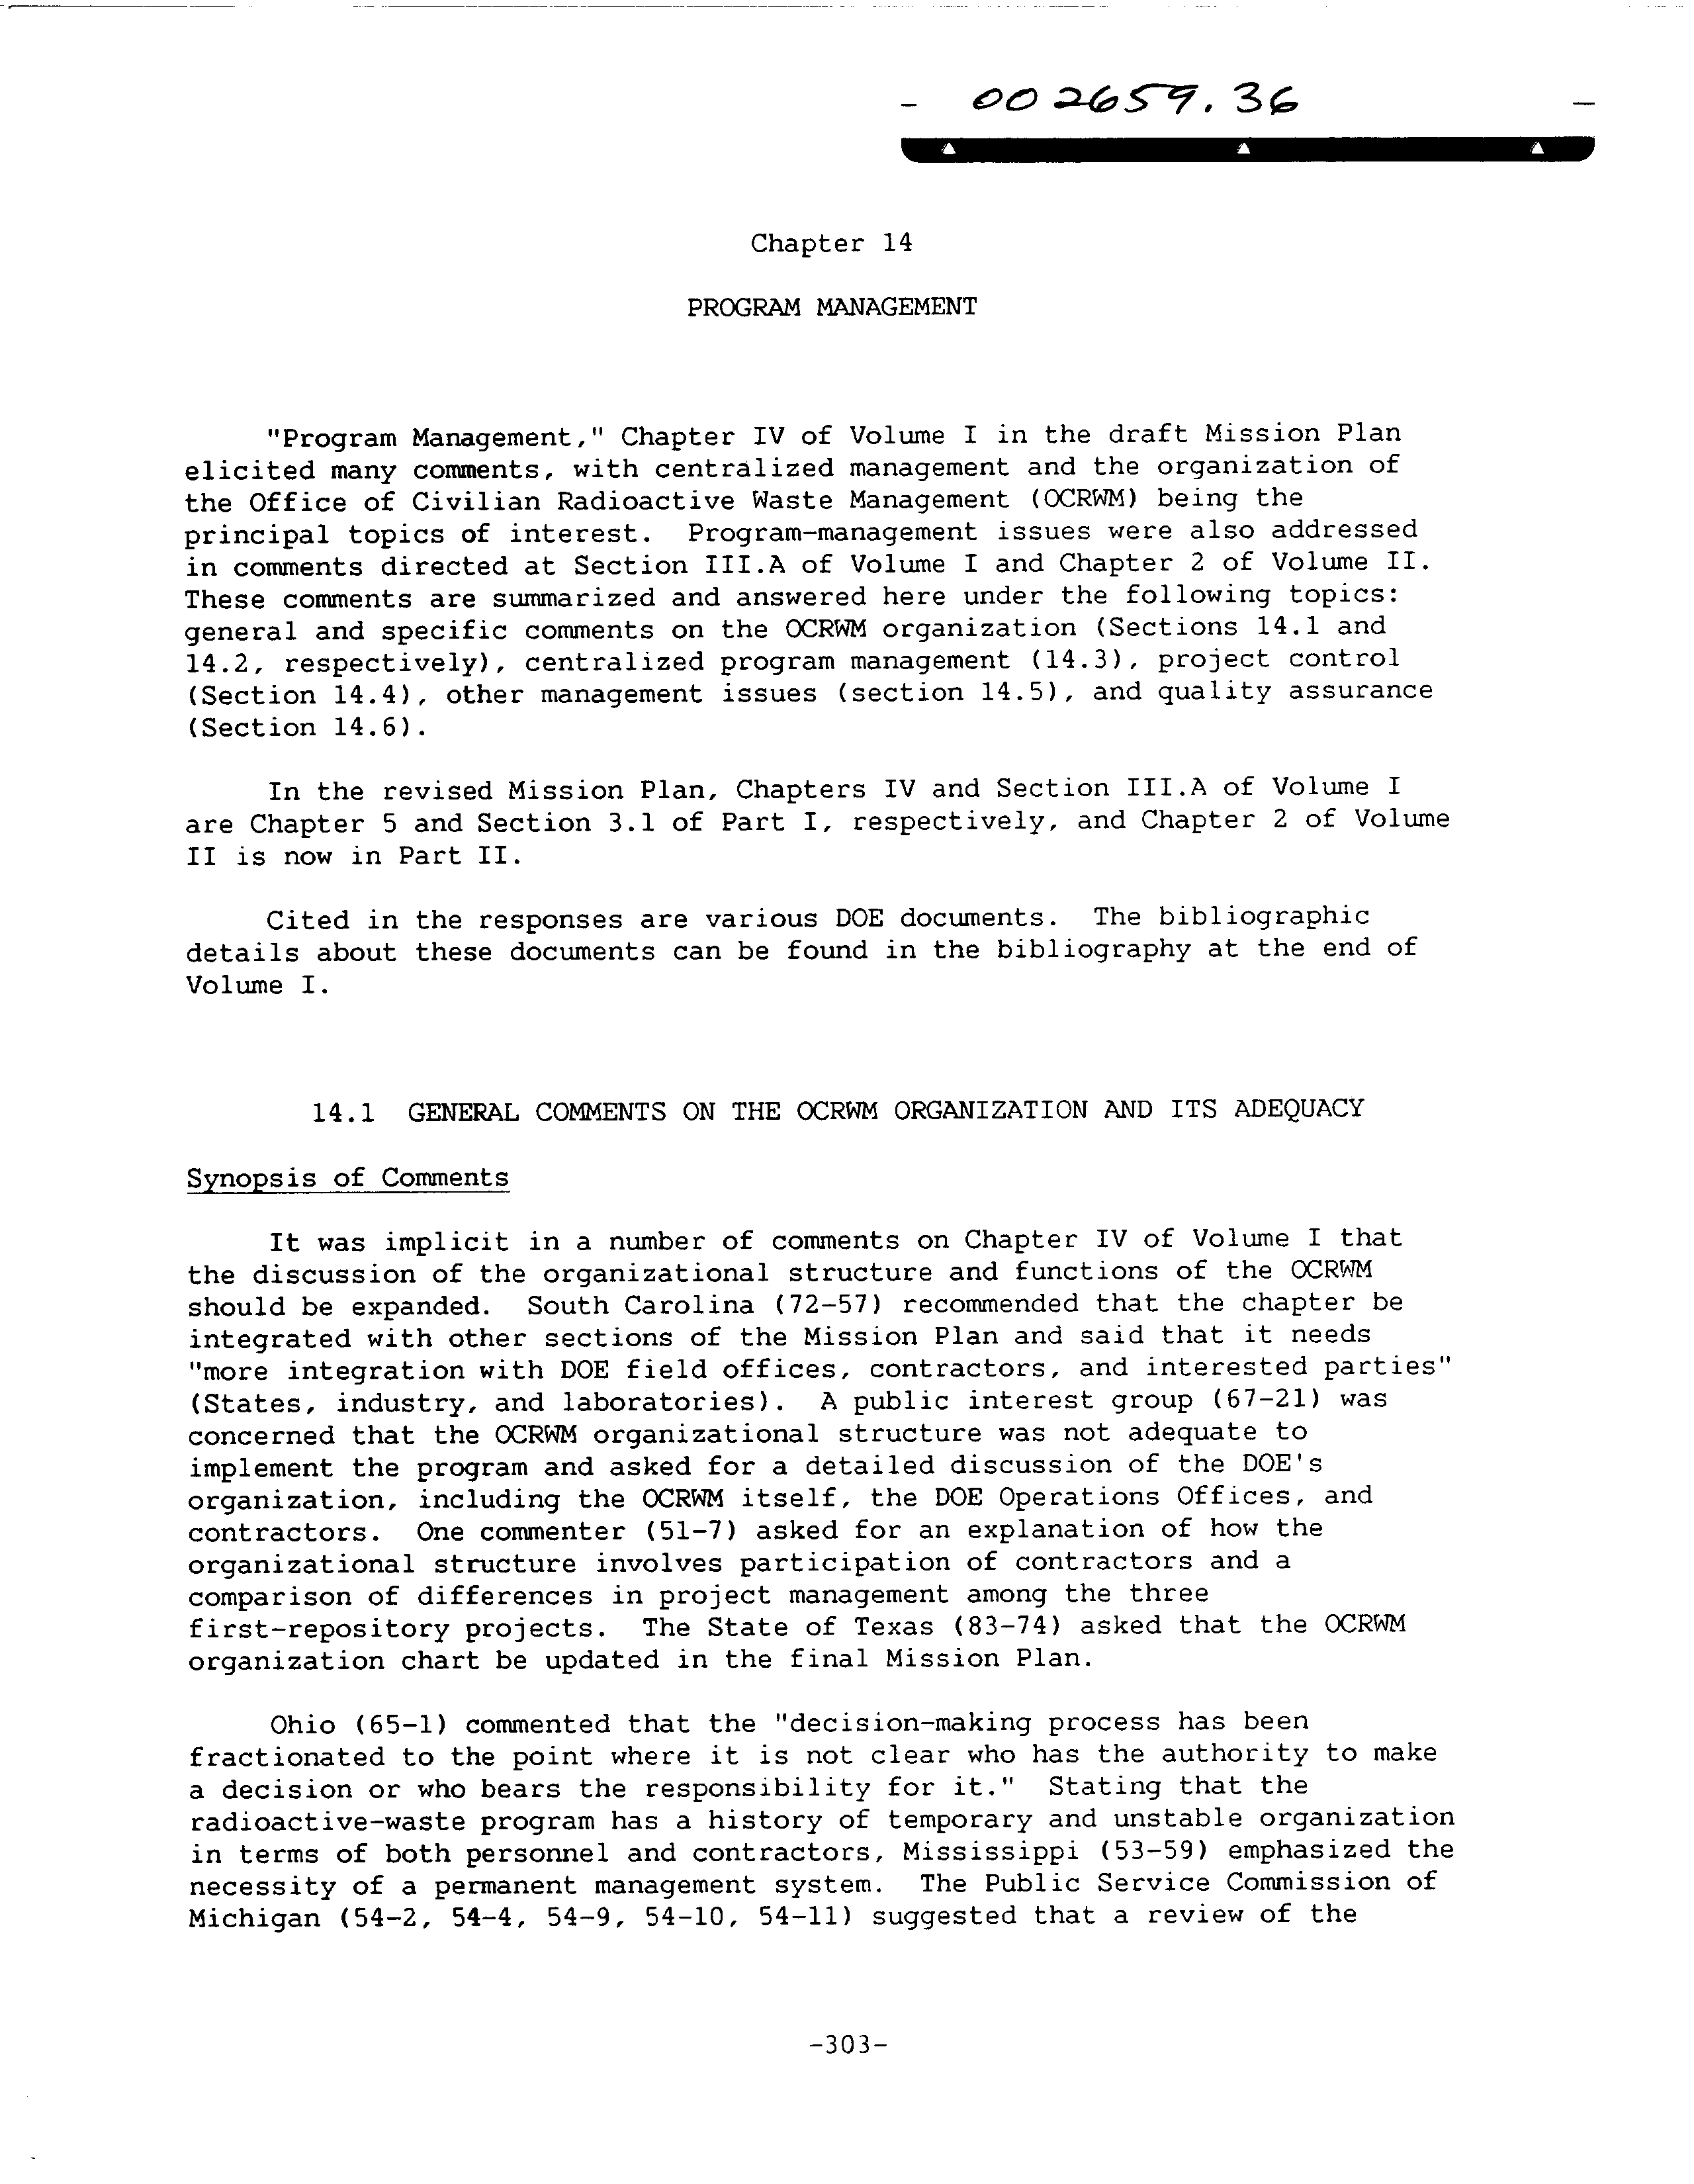 - 002659.36 -
Chapter 14
PROGRAM MANAGEMENT
"Program Management," Chapter IV of Volume I in the draft Mission Plan
elicited many comments, with centralized management and the organization of
the Office of Civilian Radioactive Waste Management (OCRWM) being the
principal topics of interest. Program-management issues were also addressed
in comments directed at Section III.A of Volume I and Chapter 2 of Volume II.
These comments are summarized and answered here under the following topics:
general and specific comments on the OCRWM organization (Sections 14.1 and
14.2, respectively), centralized program management (14.3), project control
(Section 14.4), other management issues (section 14.5), and quality assurance
(Section 14.6).
In the revised Mission Plan, Chapters IV and Section III.A of Volume I
are Chapter 5 and Section 3.1 of Part I, respectively, and Chapter 2 of Volume
II is now in Part II.
Cited in the responses are various DOE documents. The bibliographic
details about these documents can be found in the bibliography at the end of
Volume I.
14.1 GENERAL COMMENTS ON THE OCRWM ORGANIZATION AND ITS ADEQUACY
Synopsis of Comments
It was implicit in a number of comments on Chapter IV of Volume I that
the discussion of the organizational structure and functions of the OCRWM
should be expanded. South Carolina (72-57) recommended that the chapter be
integrated with other sections of the Mission Plan and said that it needs
"more integration with DOE field offices, contractors, and interested parties"
(States, industry, and laboratories). A public interest group (67-21) was
concerned that the OCRWM organizational structure was not adequate to
implement the program and asked for a detailed discussion of the DOE's
organization, including the OCRWM itself, the DOE Operations Offices, and
contractors. One commenter (51-7) asked for an explanation of how the
organizational structure involves participation of contractors and a
comparison of differences in project management among the three
first-repository projects. The State of Texas (83-74) asked that the OCRWM
organization chart be updated in the final Mission Plan.
Ohio (65-1) commented that the "decision-making process has been
fractionated to the point where it is not clear who has the authority to make
a decision or who bears the responsibility for it." Stating that the
radioactive-waste program has a history of temporary and unstable organization
in terms of both personnel and contractors, Mississippi (53-59) emphasized the
necessity of a permanent management system. The Public Service Commission of
Michigan (54-2, 54-4, 54-9, 54-10, 54-11) suggested that a review of the
-303-